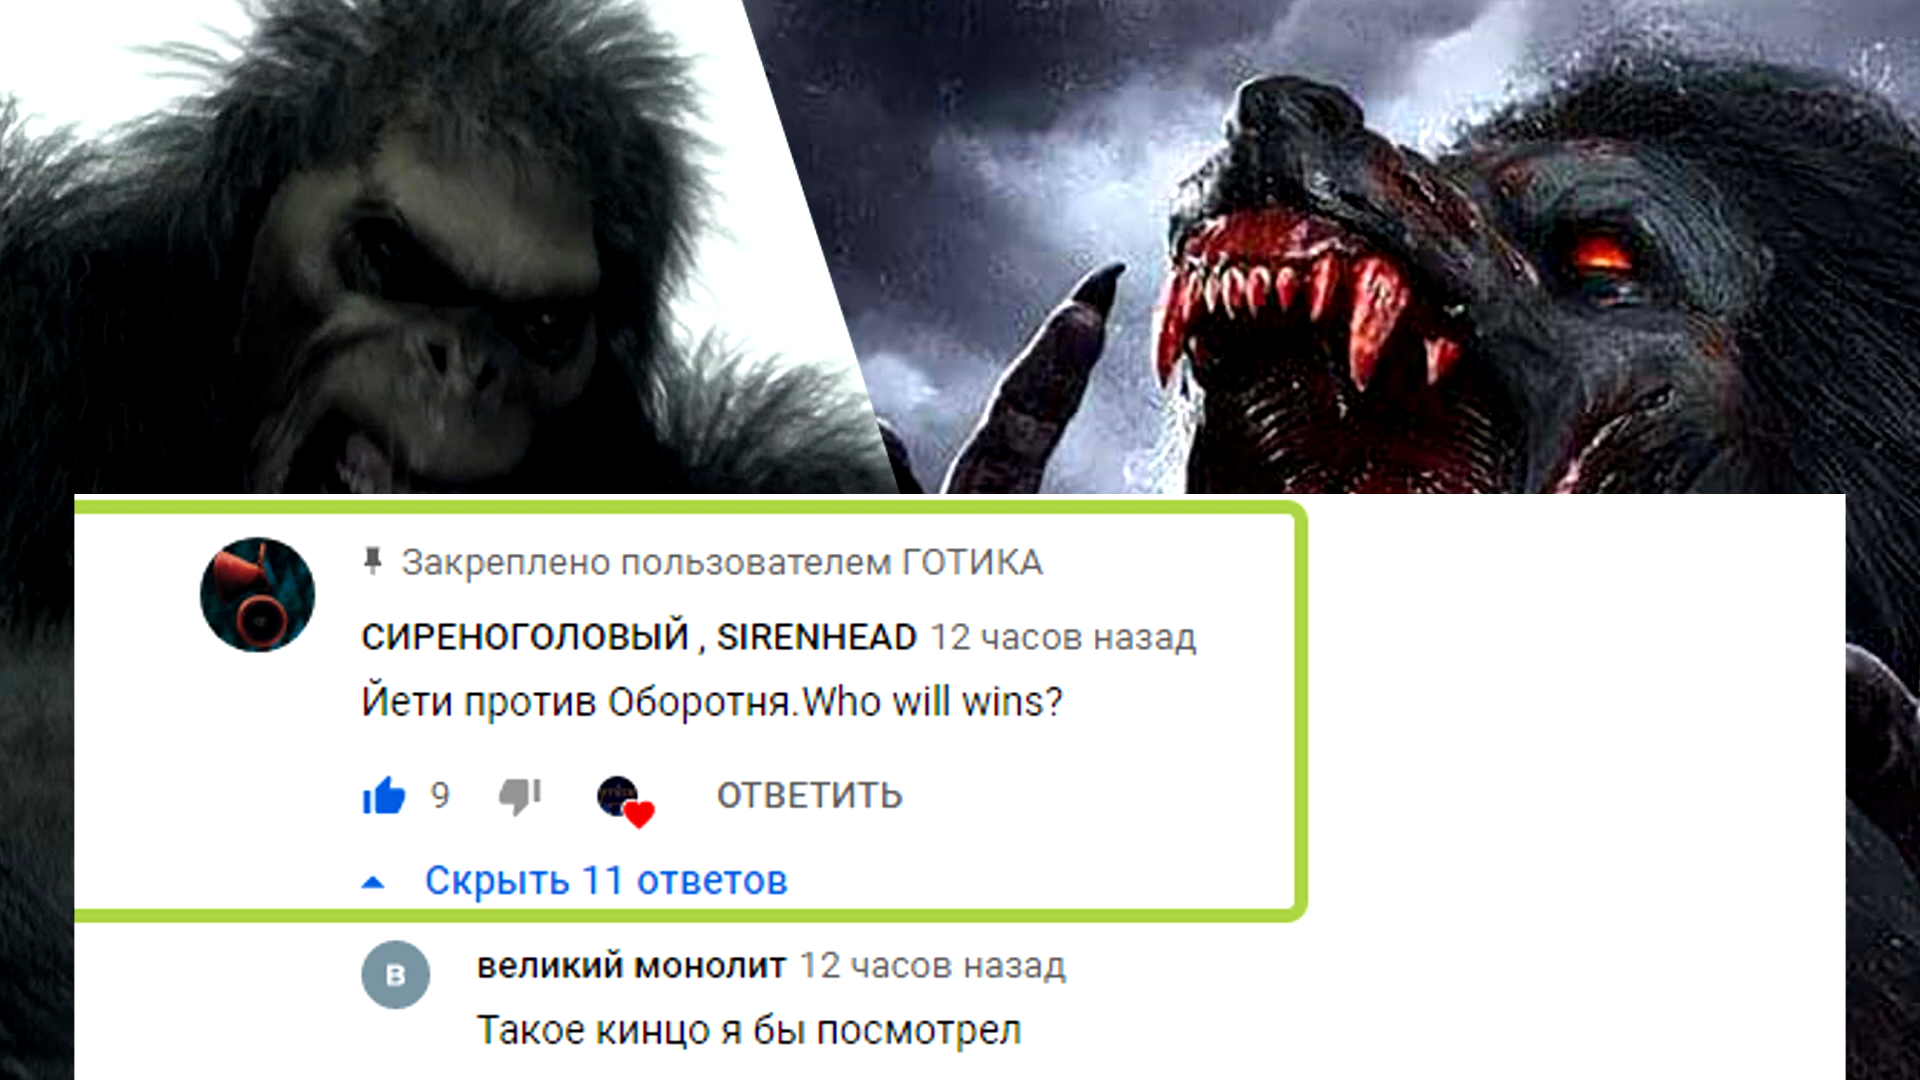 Закреплено пользователем ГОТИКА
СИРЕНОГОЛОВЫЙ , SIRENHEAD 12 часов назад
Йети против Оборотня.Who will wins?
9 ОТВЕТИТЬ
Скрыть 11 ответов
В
великий монолит 12 часов назад
Такое кинцо я бы посмотрел